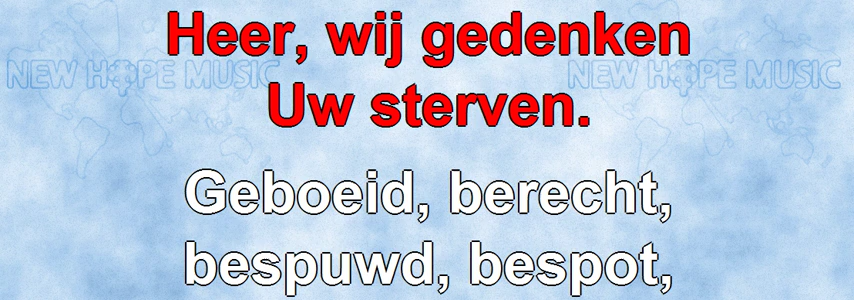 Heer, wij gedenken
NEW HOPE MUSIC NEW HOPE MUSIC
Uw sterven.
Geboeid, berecht,
bespuwd, bespot,